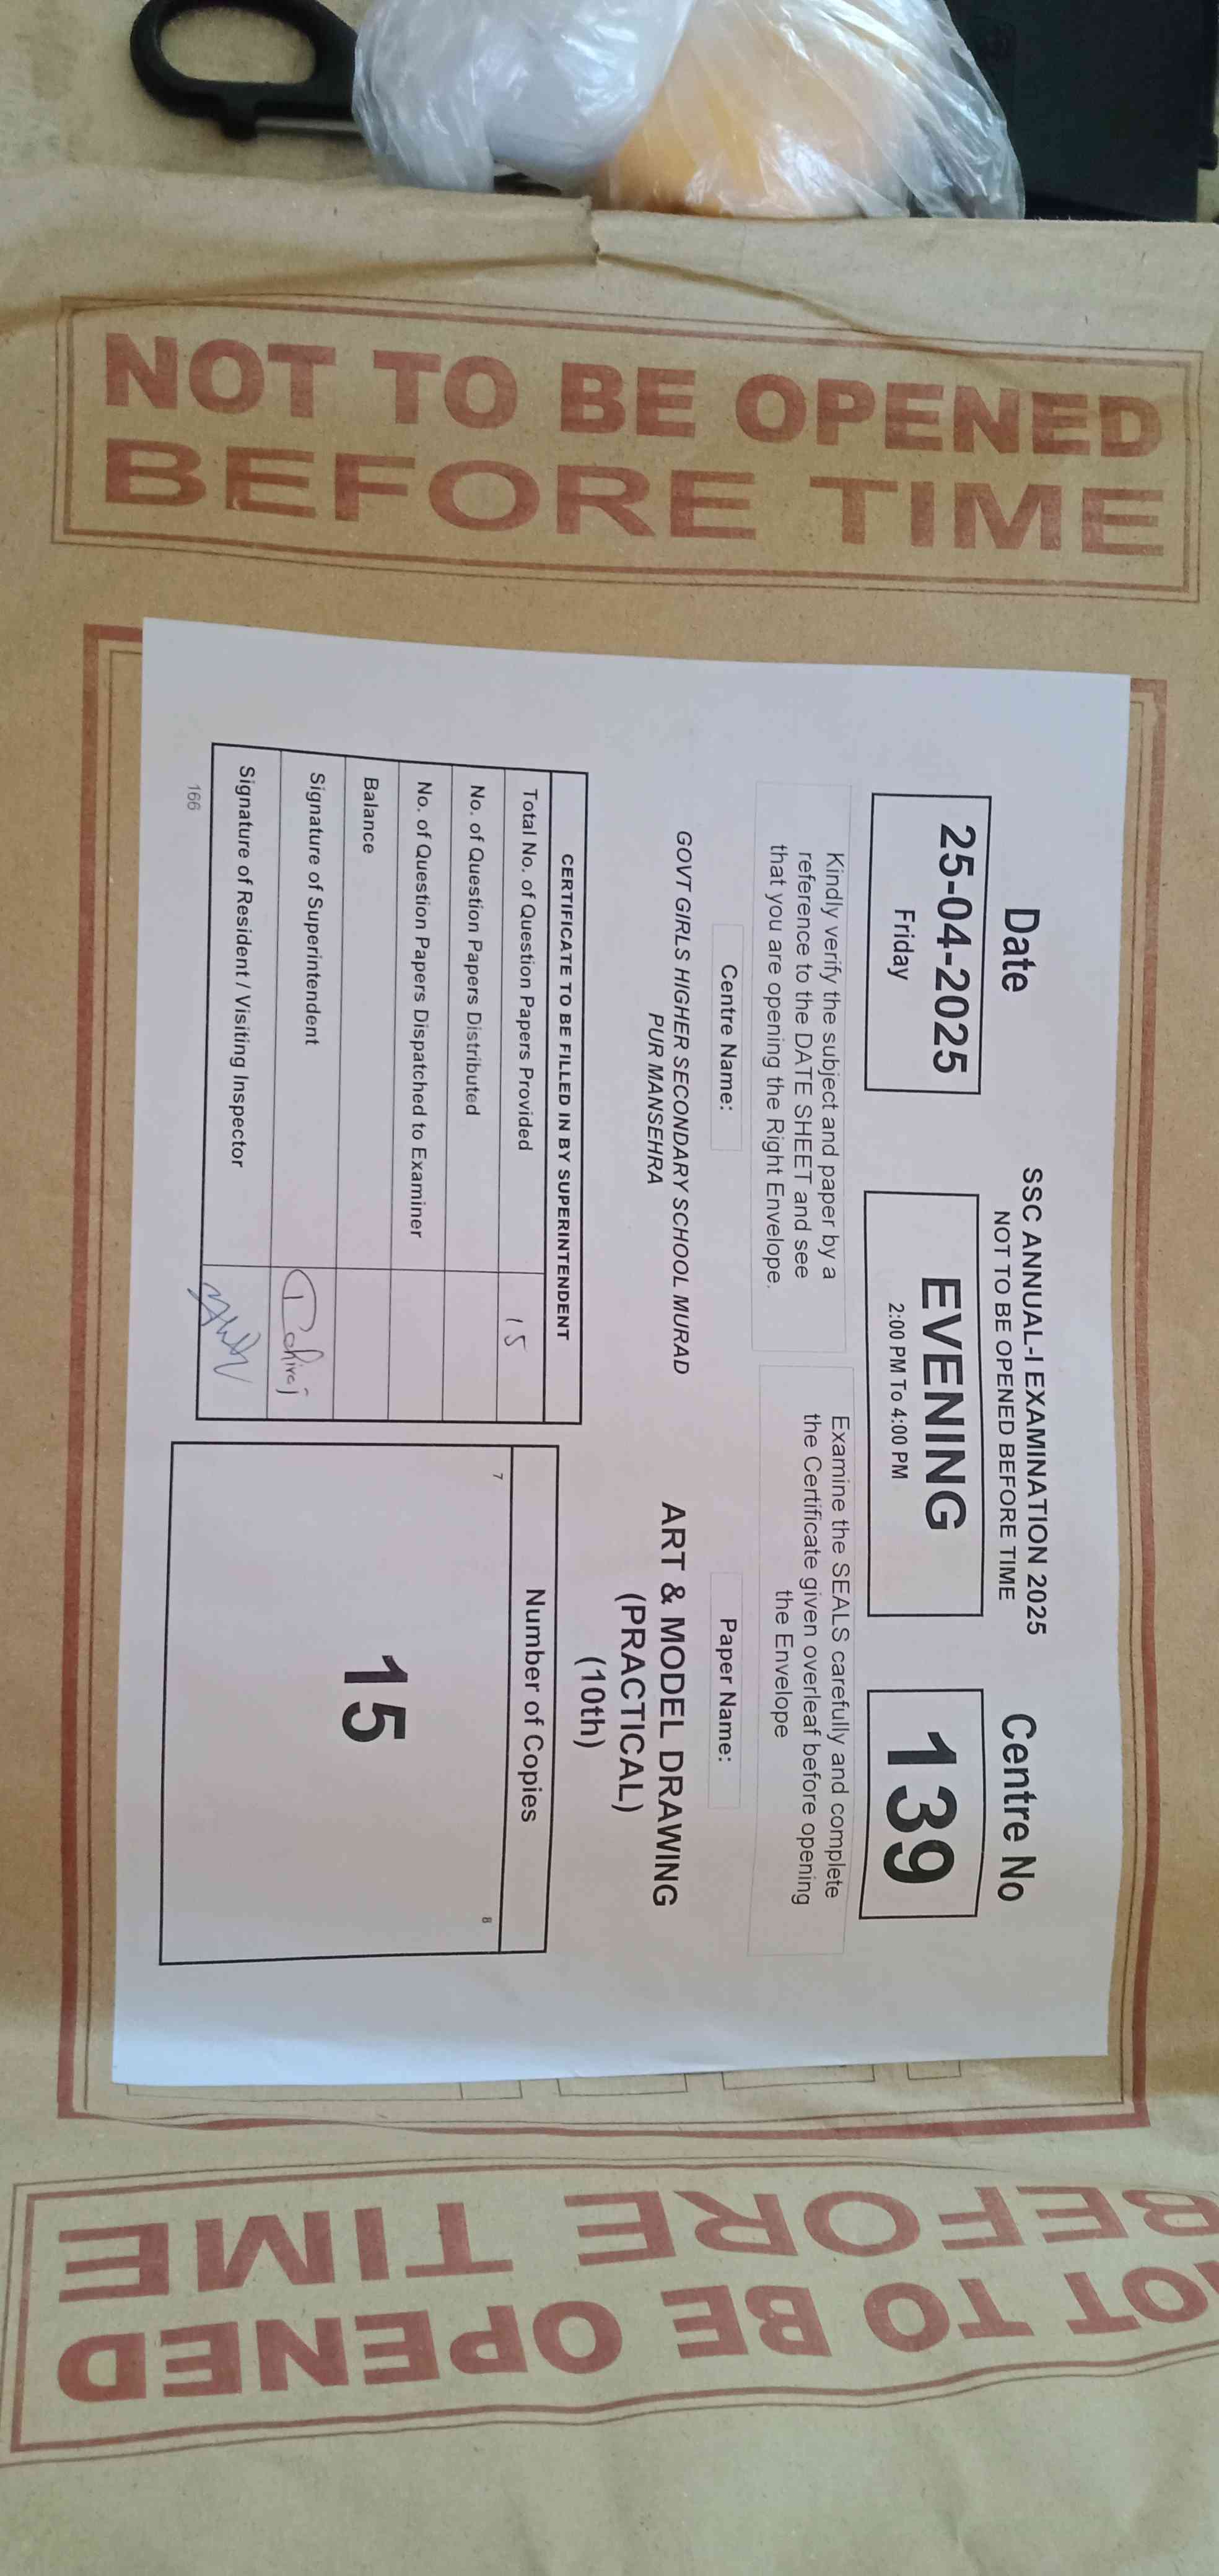 NOT TO BE OPENED
BEFORE TIME
SSC ANNUAL-I EXAMINATION 2025
NOT TO BE OPENED BEFORE TIME
Date
Centre No
25-04-2025
Friday
EVENING
2:00 PM To 4:00 PM
139
Kindly verify the subject and paper by a
reference to the DATE SHEET and see
that you are opening the Right Envelope.
Examine the SEALS carefully and complete
the Certificate given overleaf before opening
the Envelope
Centre Name:
Paper Name:
GOVT GIRLS HIGHER SECONDARY SCHOOL MURAD
PUR MANSEHRA
ART & MODEL DRAWING
(PRACTICAL)
(10th)
CERTIFICATE TO BE FILLED IN BY SUPERINTENDENT
Total No. of Question Papers Provided 15
No. of Question Papers Distributed
No. of Question Papers Dispatched to Examiner
Balance
Signature of Superintendent
Signature of Resident / Visiting Inspector
166
Number of Copies
7
8
15
OT TO BE OPENED
BEFORE TIME